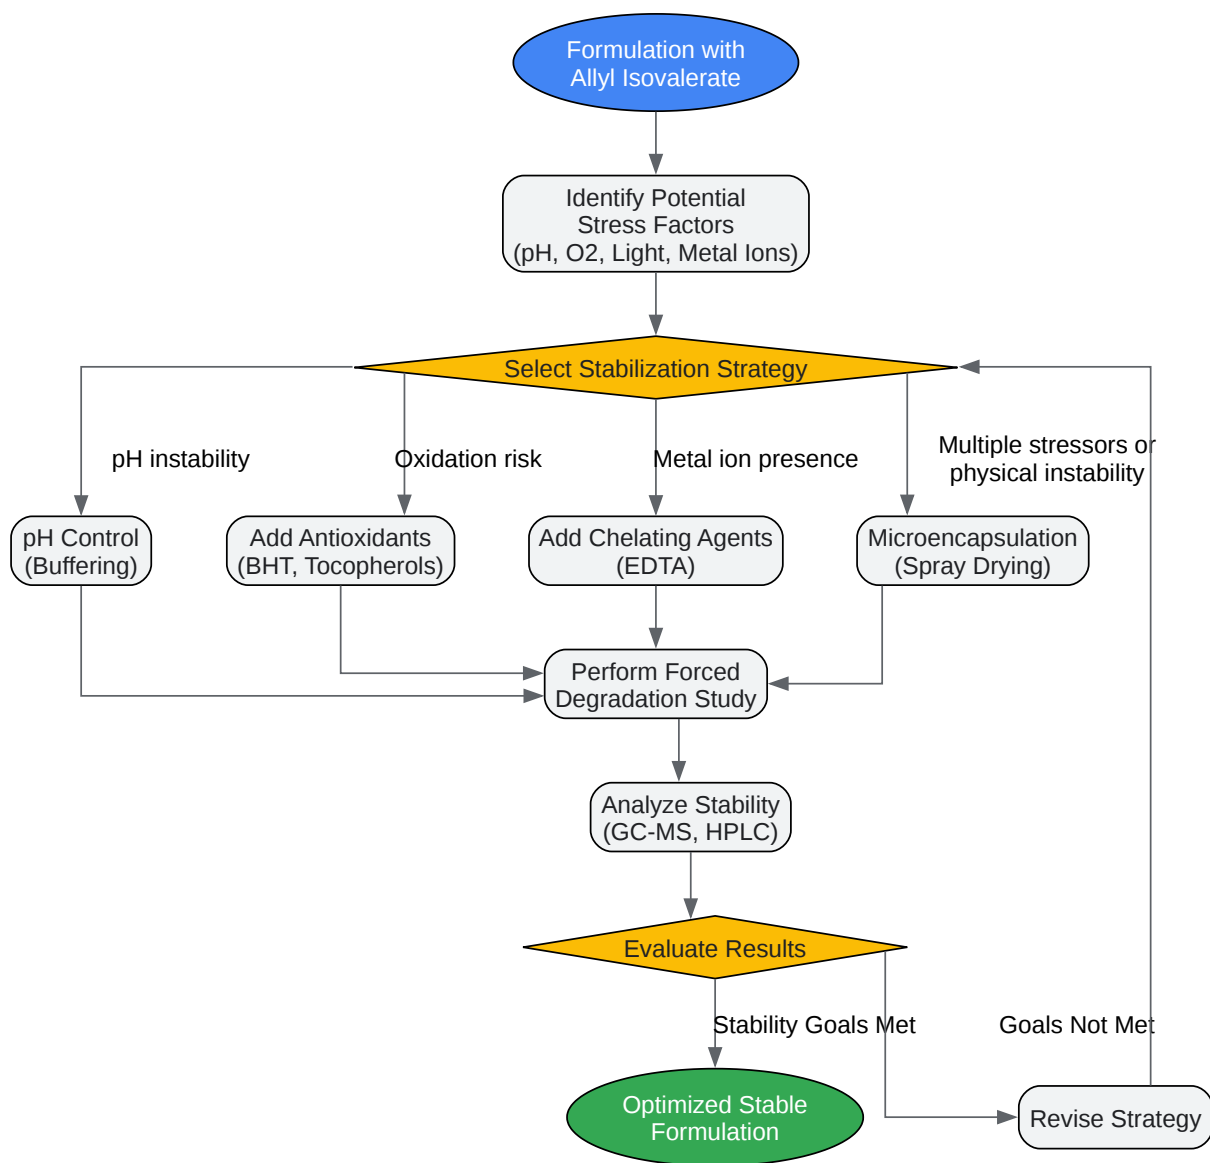 Formulation with
Allyl Isovalerate
Identify Potential
Stress Factors
(pH, O2, Light, Metal Ions)
Select Stabilization Strategy
pH instability
Oxidation risk
Metal ion presence
Multiple stressors or
physical instability
pH Control
(Buffering)
Add Antioxidants
(BHT, Tocopherols)
Add Chelating Agents
(EDTA)
Microencapsulation
(Spray Drying)
Perform Forced
Degradation Study
Analyze Stability
(GC-MS, HPLC)
Evaluate Results
Stability Goals Met
Goals Not Met
Optimized Stable
Formulation
Revise Strategy